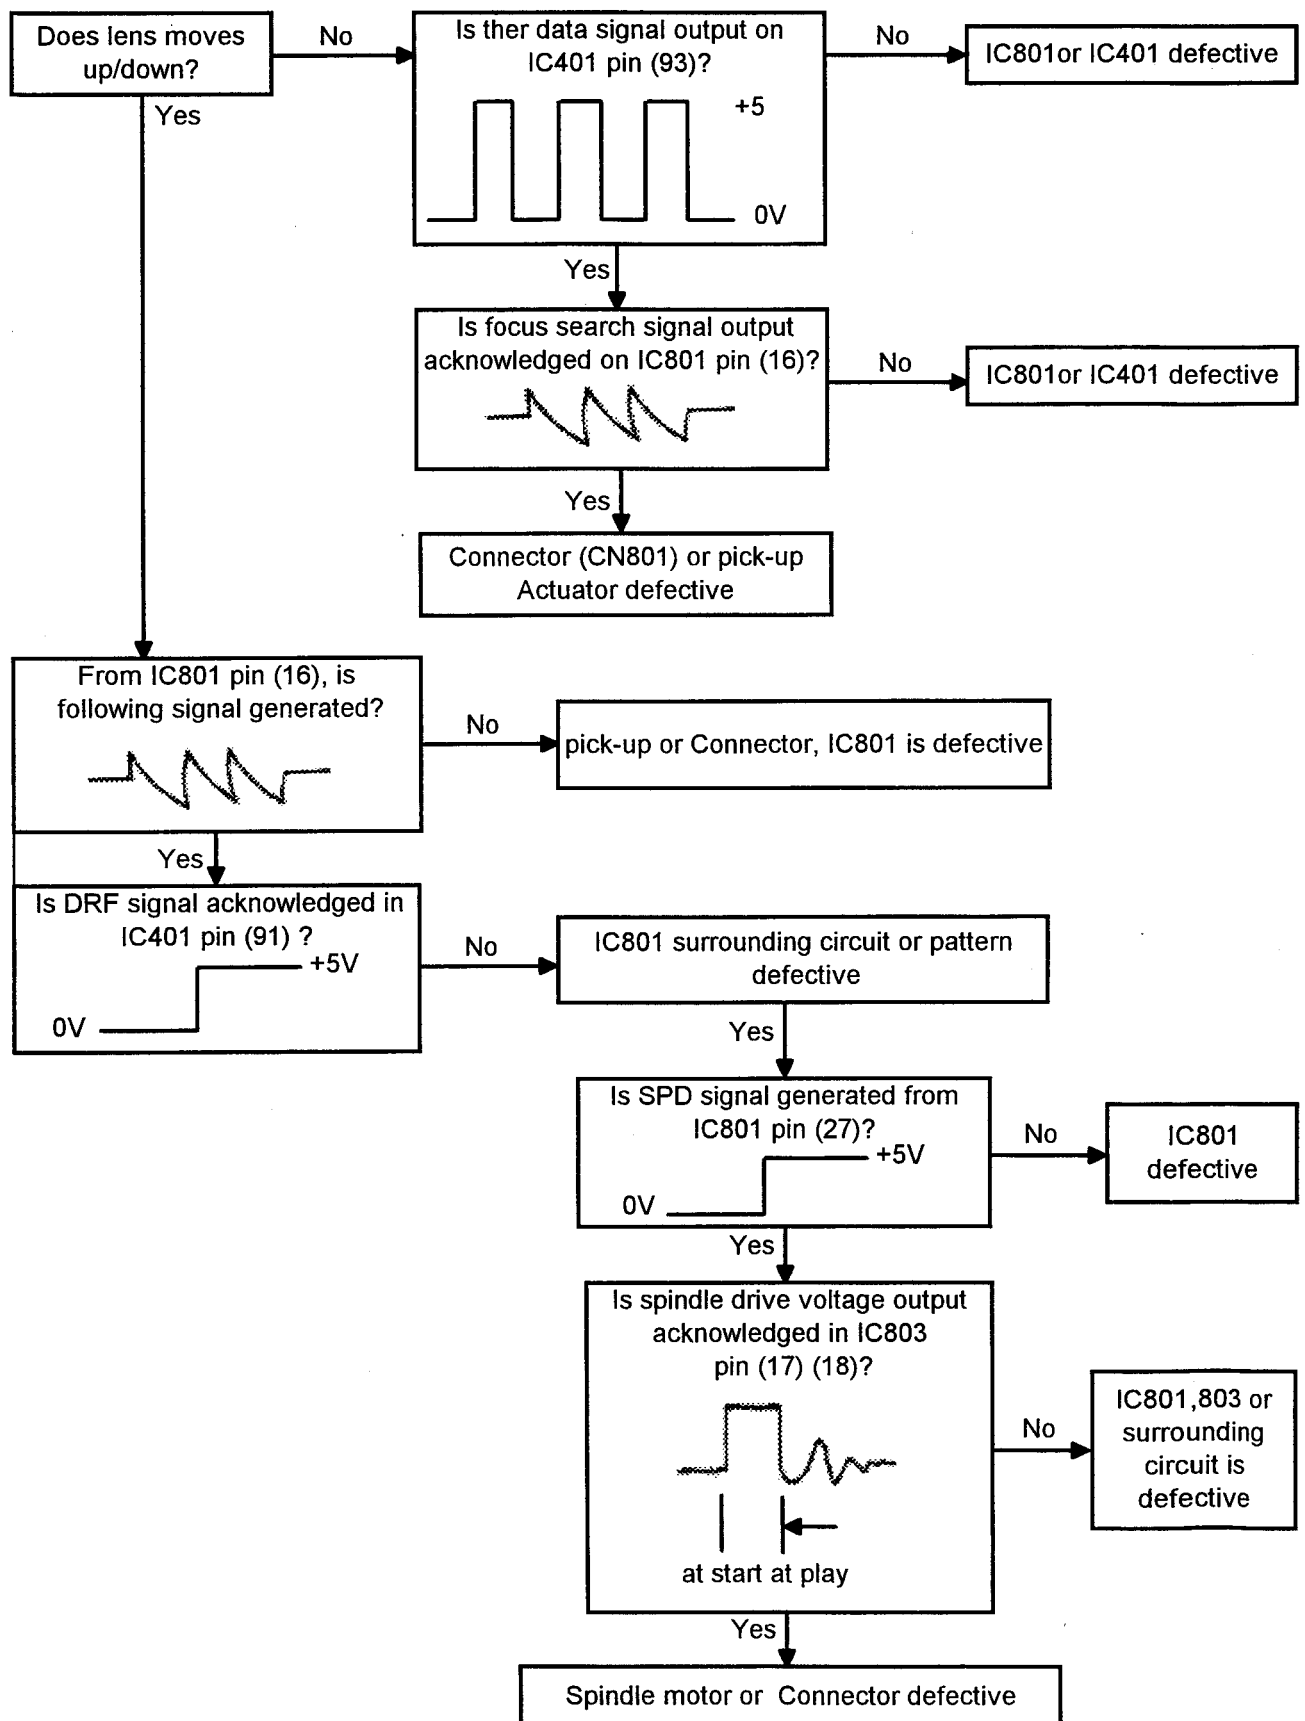 Does lens moves
up/down?
No
Is ther data signal output on
IC401 pin (93)?
+5
0V
No
IC801or IC401 defective
Yes
Yes
Is focus search signal output
acknowledged on IC801 pin (16)?
No
IC801or IC401 defective
Yes
Connector (CN801) or pick-up
Actuator defective
From IC801 pin (16), is
following signal generated?
No
pick-up or Connector, IC801 is defective
Yes
Is DRF signal acknowledged in
IC401 pin (91) ?
+5V
0V
No
IC801 surrounding circuit or pattern
defective
Yes
Is SPD signal generated from
IC801 pin (27)?
+5V
0V
No
IC801
defective
Yes
Is spindle drive voltage output
acknowledged in IC803
pin (17) (18)?
at start at play
No
IC801,803 or
surrounding
circuit is
defective
Yes
Spindle motor or Connector defective